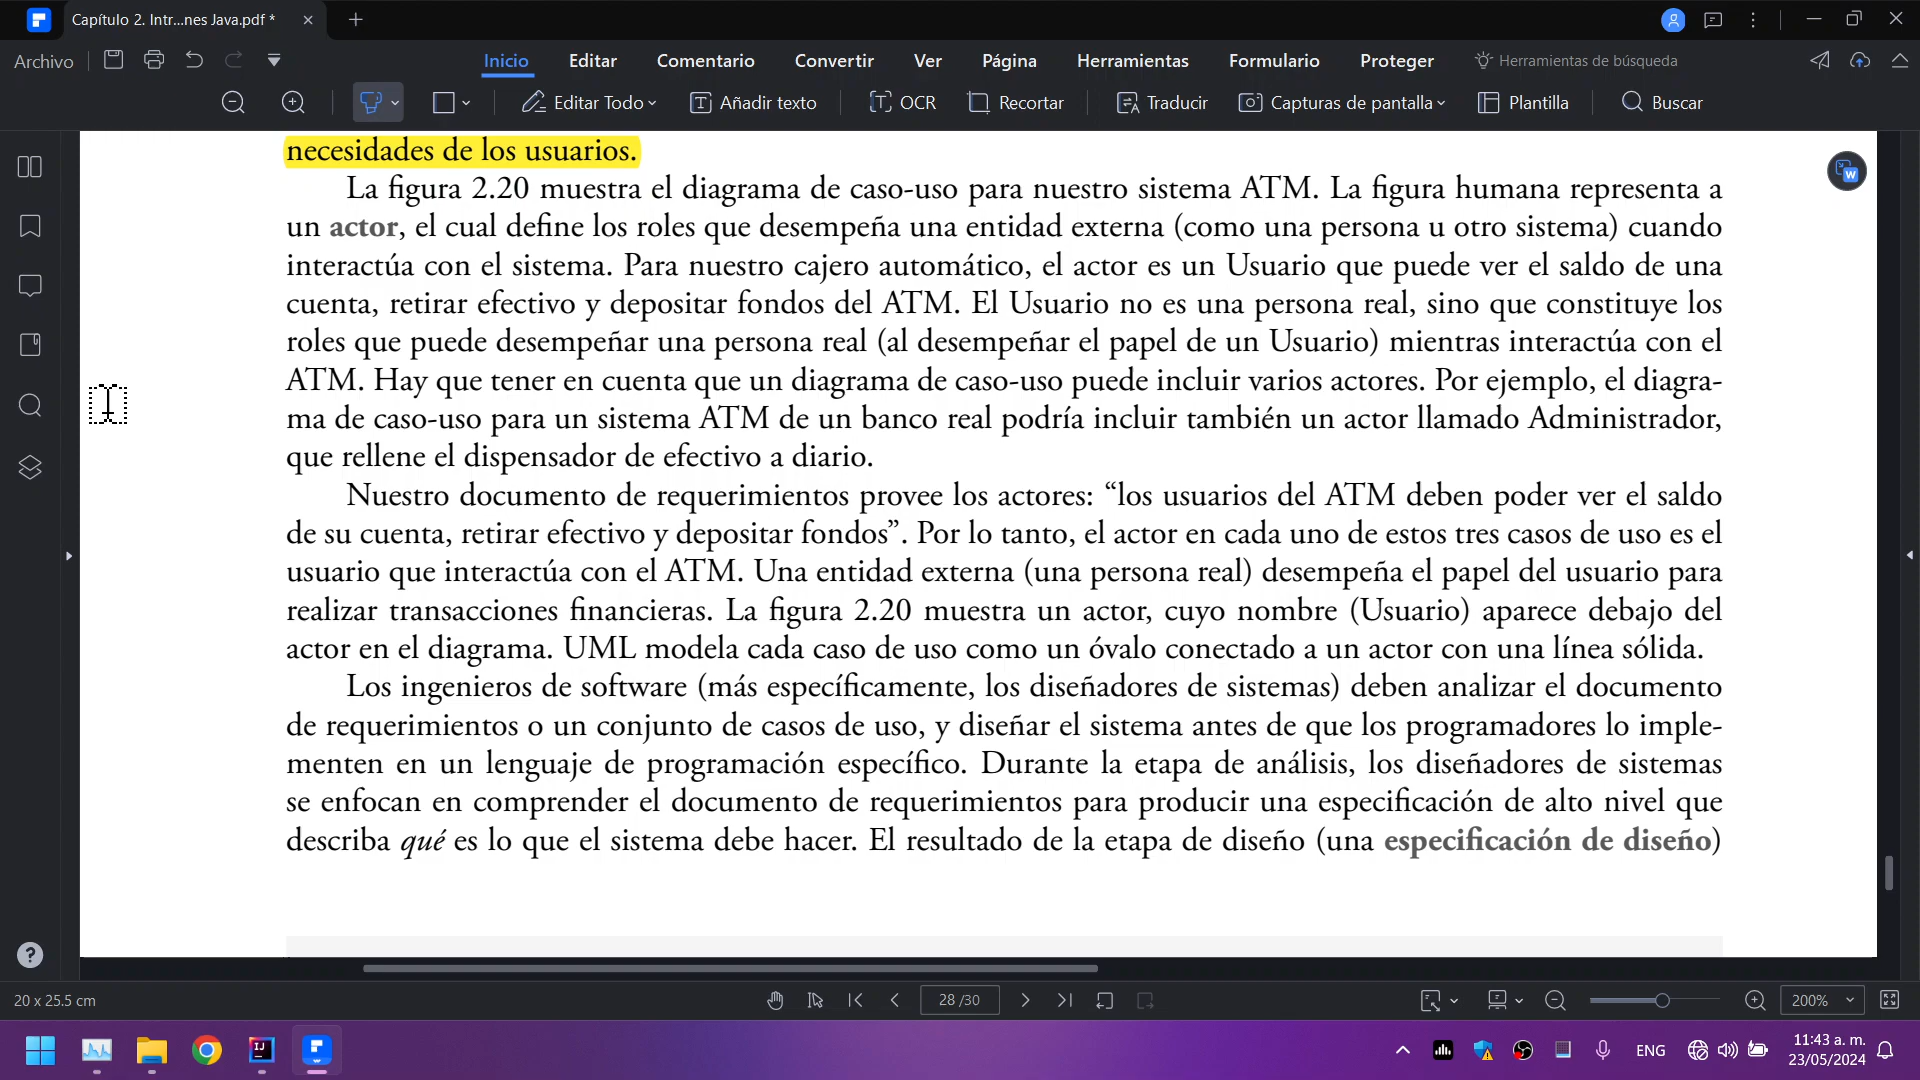 Capítulo 2. Intr...nes Java.pdf *
Archivo
Inicio
Editar
Comentario
Convertir
Ver
Página
Herramientas
Formulario
Proteger
Herramientas de búsqueda
Editar Todo
Añadir texto
OCR
Recortar
Traducir
Capturas de pantalla
Plantilla
Buscar
necesidades de los usuarios.
La figura 2.20 muestra el diagrama de caso-uso para nuestro sistema ATM. La figura humana representa a
un actor, el cual define los roles que desempeña una entidad externa (como una persona u otro sistema) cuando
interactúa con el sistema. Para nuestro cajero automático, el actor es un Usuario que puede ver el saldo de una
cuenta, retirar efectivo y depositar fondos del ATM. El Usuario no es una persona real, sino que constituye los
roles que puede desempeñar una persona real (al desempeñar el papel de un Usuario) mientras interactúa con el
ATM. Hay que tener en cuenta que un diagrama de caso-uso puede incluir varios actores. Por ejemplo, el diagra-
ma de caso-uso para un sistema ATM de un banco real podría incluir también un actor llamado Administrador,
que rellene el dispensador de efectivo a diario.
Nuestro documento de requerimientos provee los actores: “los usuarios del ATM deben poder ver el saldo
de su cuenta, retirar efectivo y depositar fondos”. Por lo tanto, el actor en cada uno de estos tres casos de uso es el
usuario que interactúa con el ATM. Una entidad externa (una persona real) desempeña el papel del usuario para
realizar transacciones financieras. La figura 2.20 muestra un actor, cuyo nombre (Usuario) aparece debajo del
actor en el diagrama. UML modela cada caso de uso como un óvalo conectado a un actor con una línea sólida.
Los ingenieros de software (más específicamente, los diseñadores de sistemas) deben analizar el documento
de requerimientos o un conjunto de casos de uso, y diseñar el sistema antes de que los programadores lo imple-
menten en un lenguaje de programación específico. Durante la etapa de análisis, los diseñadores de sistemas
se enfocan en comprender el documento de requerimientos para producir una especificación de alto nivel que
describa qué es lo que el sistema debe hacer. El resultado de la etapa de diseño (una especificación de diseño)
20 x 25.5 cm
28 /30
200%
ENG
11:43 a. m.
23/05/2024